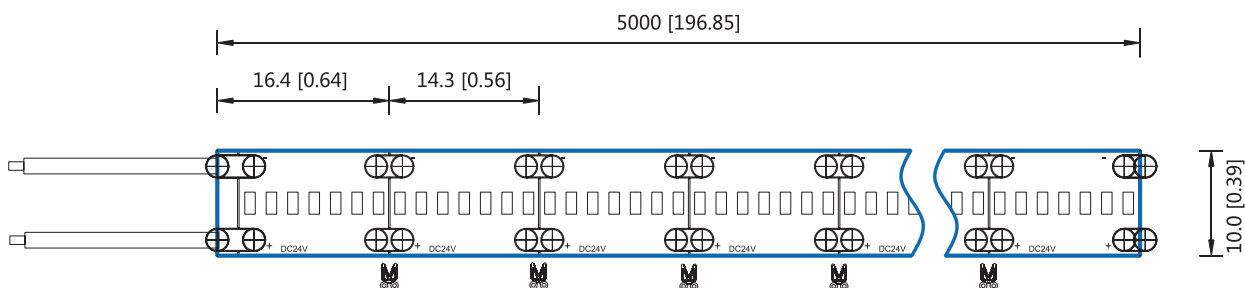 5000 [196.85]
16.4 [0.64]
14.3 [0.56]
10.0 [0.39]
- - - - - - -
+ DC24V + DC24V + DC24V + DC24V + DC24V + DC24V +